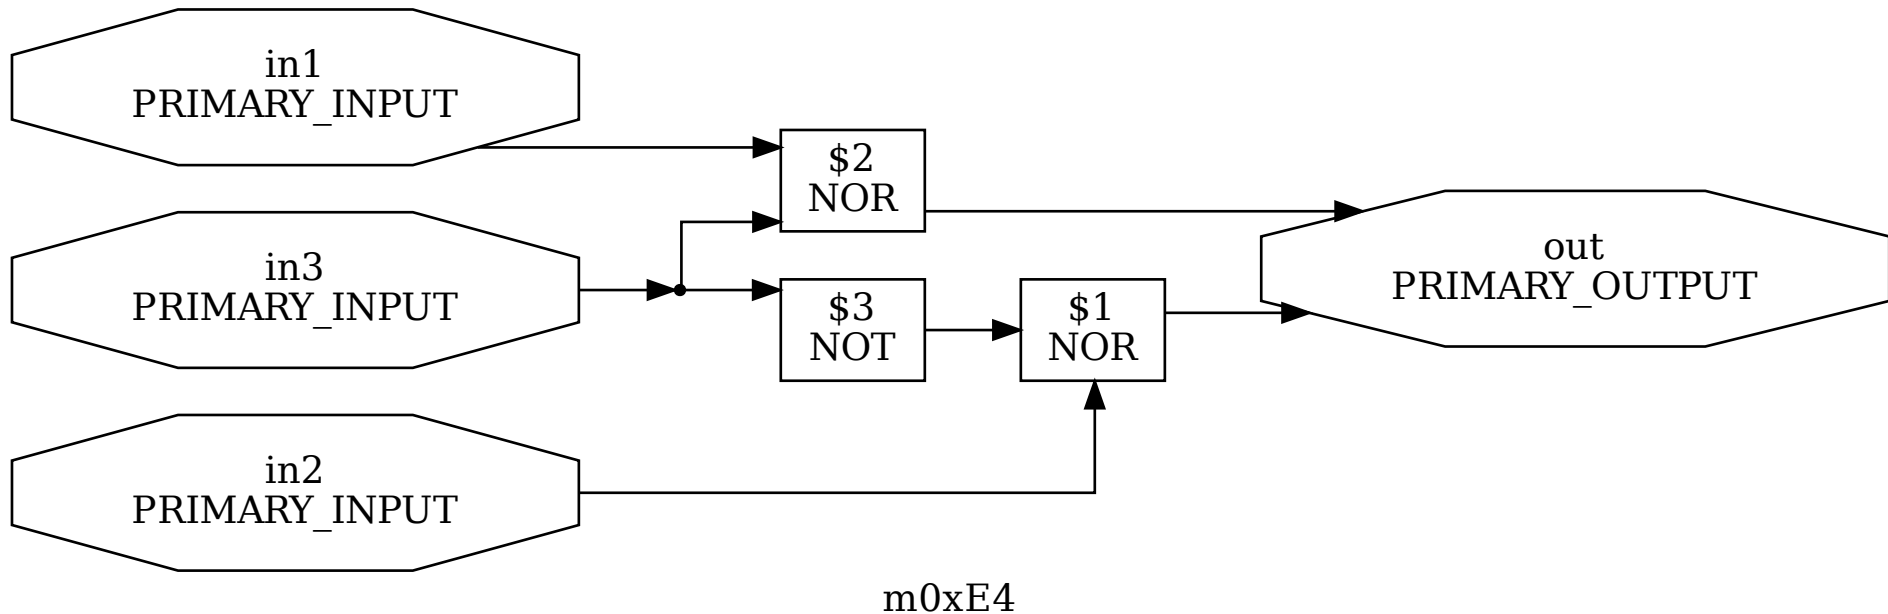 in1
PRIMARY_INPUT
$2
NOR
in3
PRIMARY_INPUT
out
PRIMARY_OUTPUT
$3
NOT
$1
NOR
in2
PRIMARY_INPUT
m0xE4